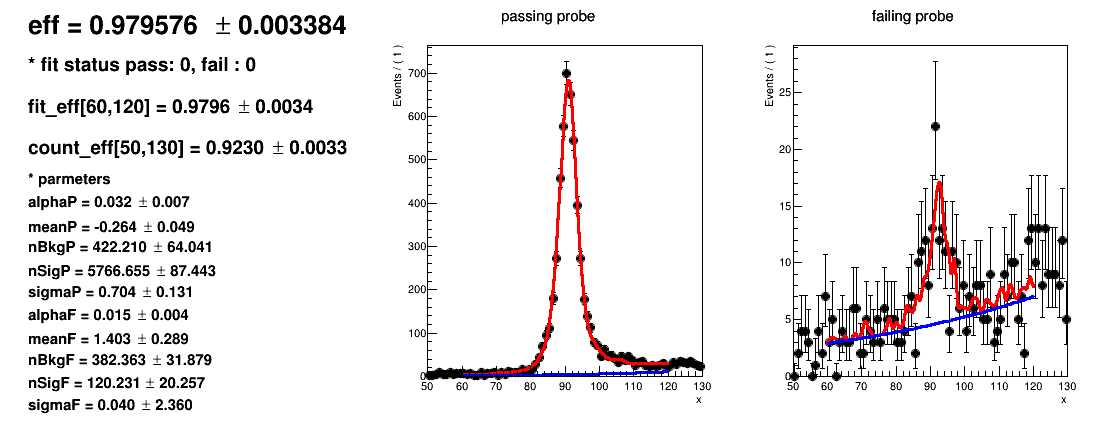 eff = 0.979576 ± 0.003384
* fit status pass: 0, fail : 0
fit_eff[60,120] = 0.9796 ± 0.0034
count_eff[50,130] = 0.9230 ± 0.0033
* parmeters
alphaP = 0.032 ± 0.007
meanP = -0.264 ± 0.049
nBkgP = 422.210 ± 64.041
nSigP = 5766.655 ± 87.443
sigmaP = 0.704 ± 0.131
alphaF = 0.015 ± 0.004
meanF = 1.403 ± 0.289
nBkgF = 382.363 ± 31.879
nSigF = 120.231 ± 20.257
sigmaF = 0.040 ± 2.360
passing probe
Events / ( 1 )
700
600
500
400
300
200
100
0
50 60 70 80 90 100 110 120 130
x
failing probe
Events / ( 1 )
25
20
15
10
5
0
50 60 70 80 90 100 110 120 130
x